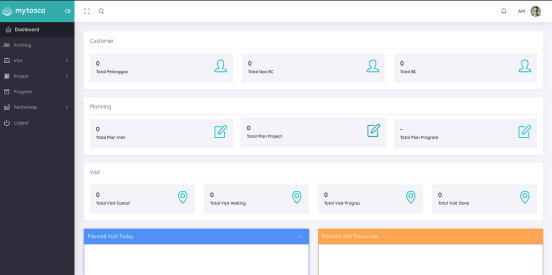 mytosca
AM
Dashboard
Profiling
Visit
Project
Program
Performass
Logout
Customer
0
Total Pelanggan
0
Total Non BC
0
Total BC
Planning
0
Total Plan Visit
0
Total Plan Project
-
Total Plan Program
Visit
0
Total Visit Cancel
0
Total Visit Waiting
0
Total Visit Progres
0
Total Visit Done
Planned Visit Today
Planned Visit Tomorrow